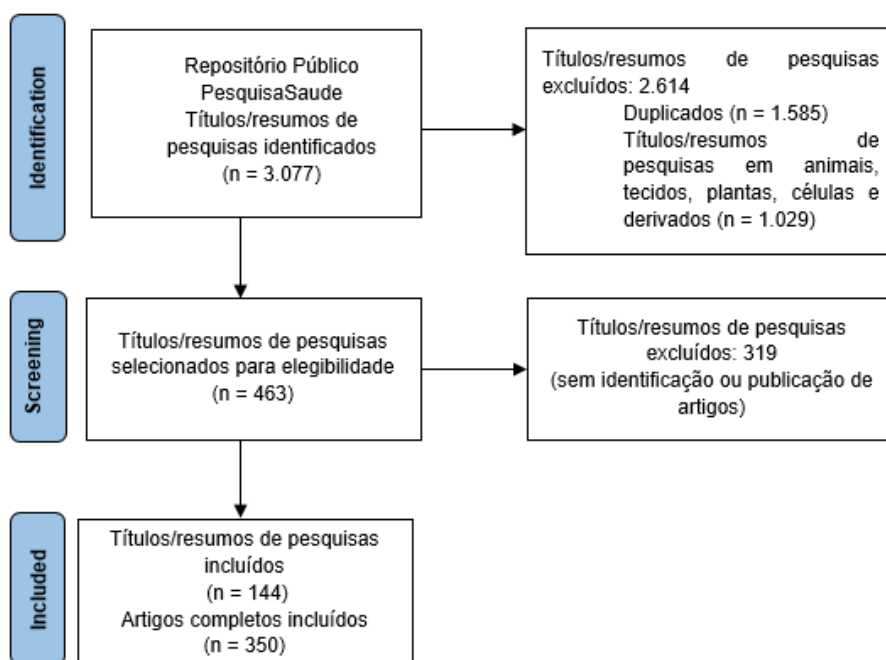 Identification
Repositório Público
PesquisaSaude
Títulos/resumos de
pesquisas identificados
(n = 3.077)
Títulos/resumos de pesquisas
excluídos: 2.614
Duplicados (n = 1.585)
Títulos/resumos de
pesquisas em animais,
tecidos, plantas, células e
derivados (n = 1.029)
Screening
Títulos/resumos de pesquisas
selecionados para elegibilidade
(n = 463)
Títulos/resumos de pesquisas
excluídos: 319
(sem identificação ou publicação de
artigos)
Included
Títulos/resumos de pesquisas
incluídos
(n = 144)
Artigos completos incluídos
(n = 350)